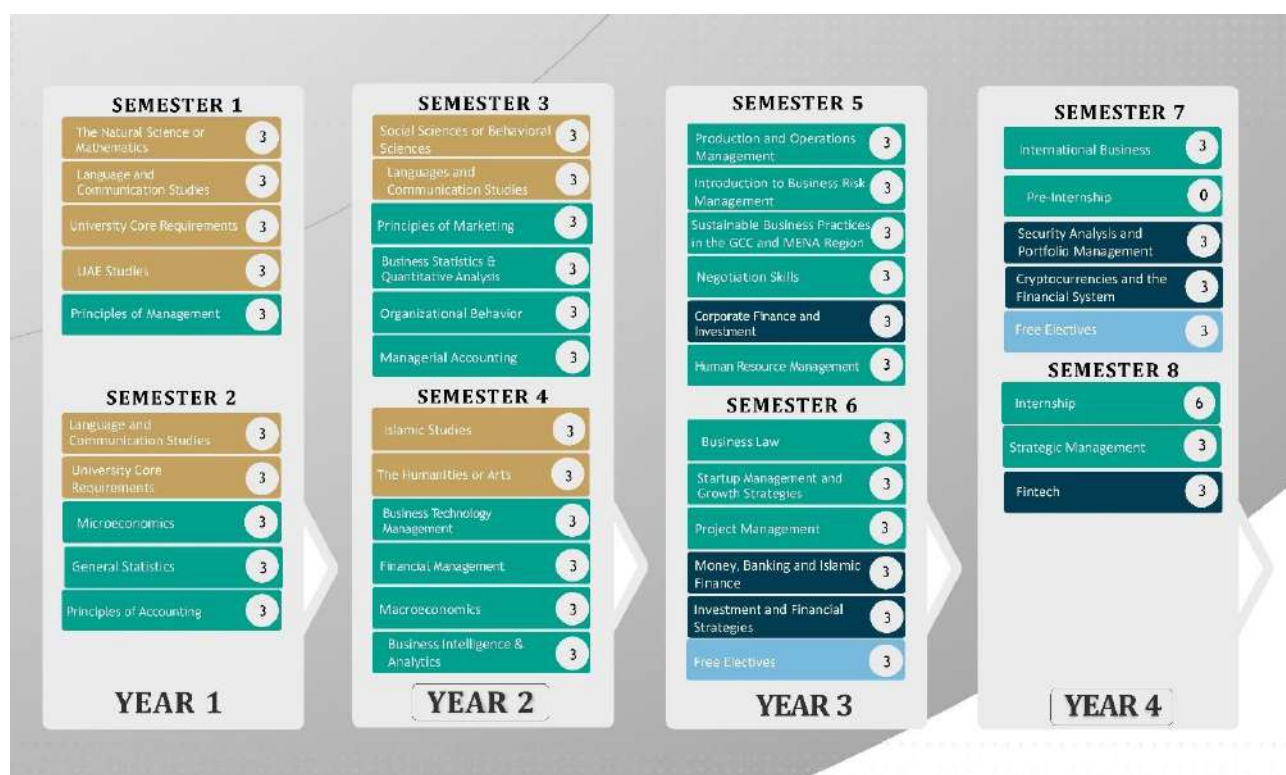 SEMESTER 1
The Natural Science or
Mathematics
3
Language and
Communication Studies
3
University Core Requirements
3
UAE Studies
3
Principles of Management
3
SEMESTER 2
Language and
Communication Studies
3
University Core
Requirements
3
Microeconomics
3
General Statistics
3
Principles of Accounting
3
YEAR 1
SEMESTER 3
Social Sciences or Behavioral
Sciences
3
Languages and
Communication Studies
3
Principles of Marketing
3
Business Statistics &
Quantitative Analysis
3
Organizational Behavior
3
Managerial Accounting
3
SEMESTER 4
Islamic Studies
3
The Humanities or Arts
3
Business Technology
Management
3
Financial Management
3
Macroeconomics
3
Business Intelligence &
Analytics
3
YEAR 2
SEMESTER 5
Production and Operations
Management
3
Introduction to Business Risk
Management
3
Sustainable Business Practices
in the GCC and MENA Region
3
Negotiation Skills
3
Corporate Finance and
Investment
3
Human Resource Management
3
SEMESTER 6
Business Law
3
Startup Management and
Growth Strategies
3
Project Management
3
Money, Banking and Islamic
Finance
3
Investment and Financial
Strategies
3
Free Electives
3
YEAR 3
SEMESTER 7
International Business
3
Pre-Internship
0
Security Analysis and
Portfolio Management
3
Cryptocurrencies and the
Financial System
3
Free Electives
3
SEMESTER 8
Internship
6
Strategic Management
3
Fintech
3
YEAR 4